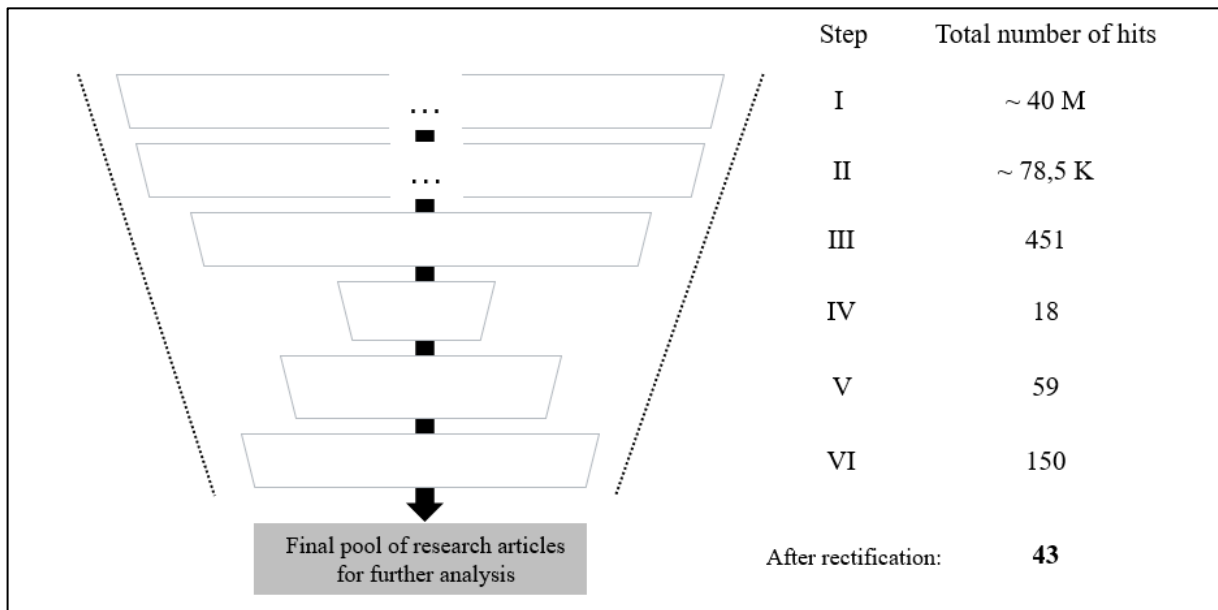 Step Total number of hits
... I ~ 40 M
... II ~ 78,5 K
III 451
IV 18
V 59
VI 150
Final pool of research articles
for further analysis
After rectification: 43